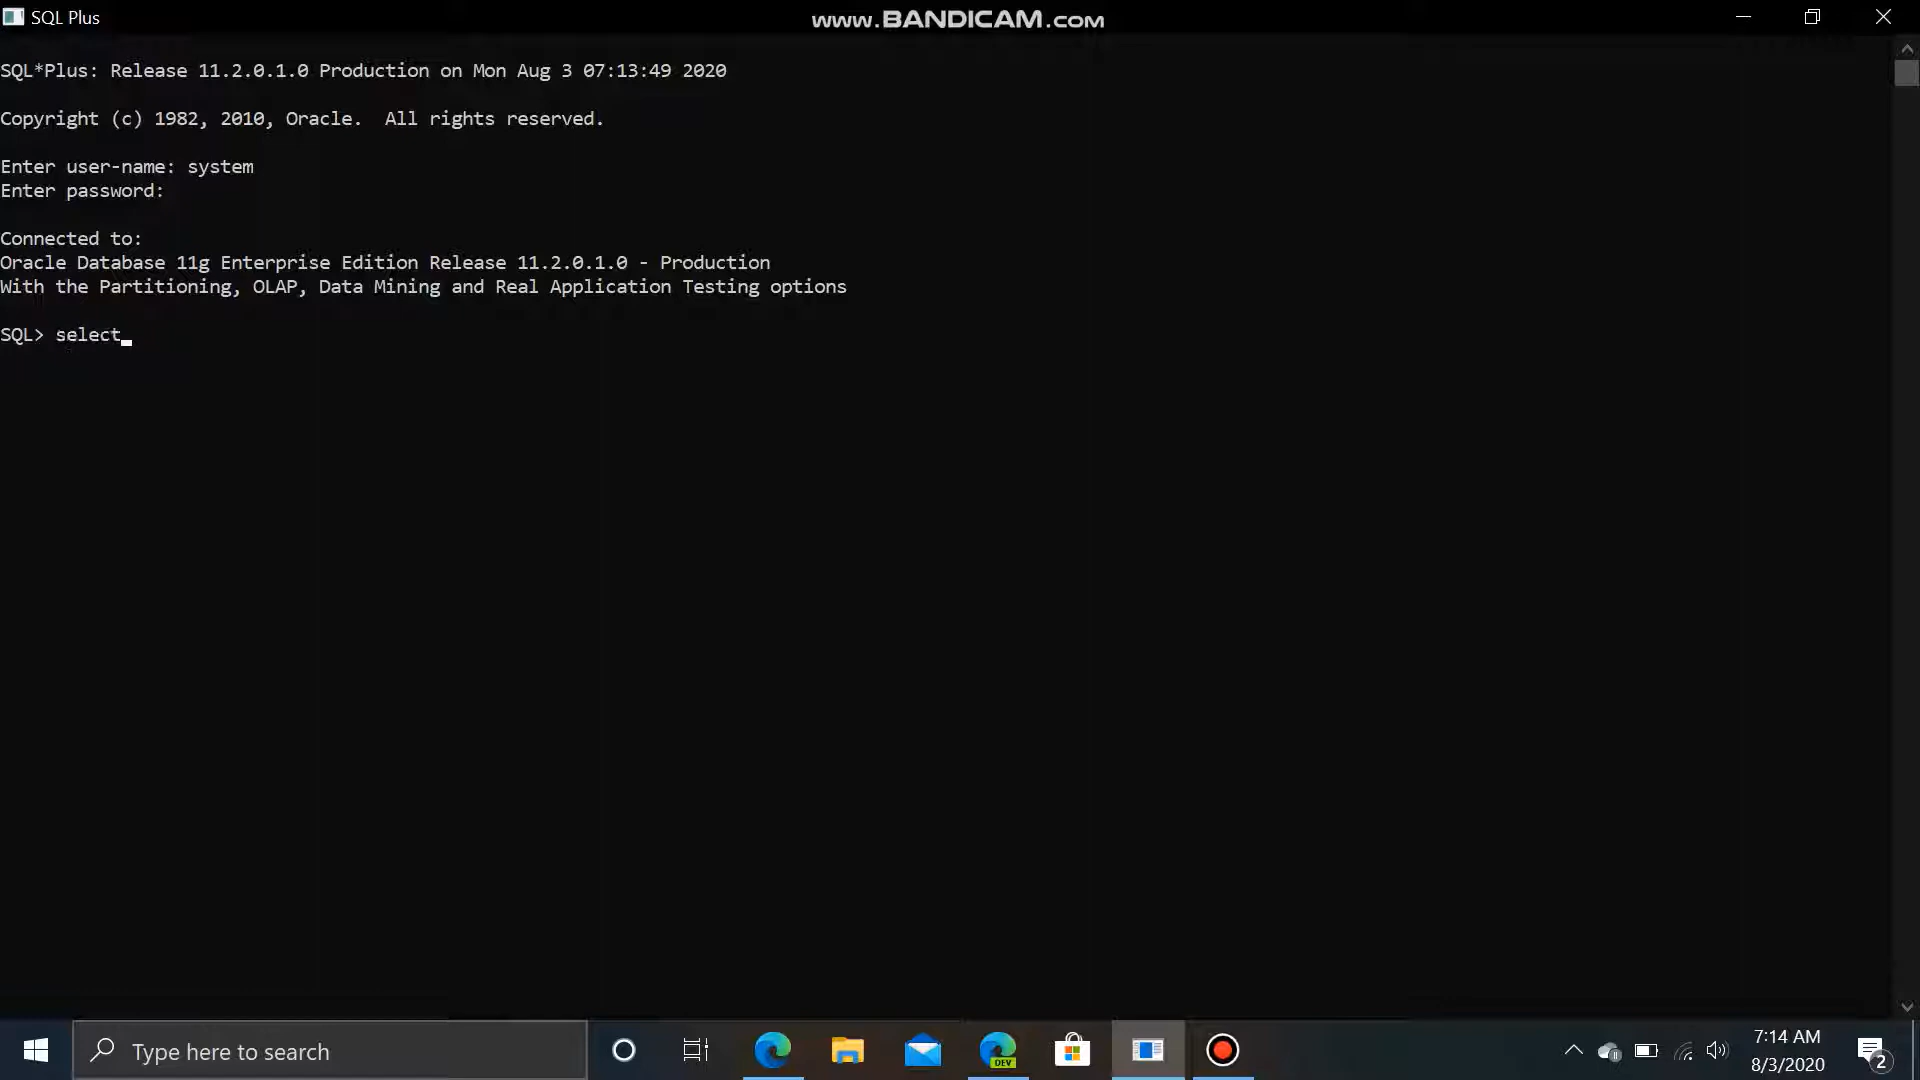 SQL Plus
www.BANDICAM.com
SQL*Plus: Release 11.2.0.1.0 Production on Mon Aug 3 07:13:49 2020
Copyright (c) 1982, 2010, Oracle.  All rights reserved.
Enter user-name: system
Enter password:
Connected to:
Oracle Database 11g Enterprise Edition Release 11.2.0.1.0 - Production
With the Partitioning, OLAP, Data Mining and Real Application Testing options
SQL> select
Type here to search
DEV
7:14 AM
8/3/2020
2